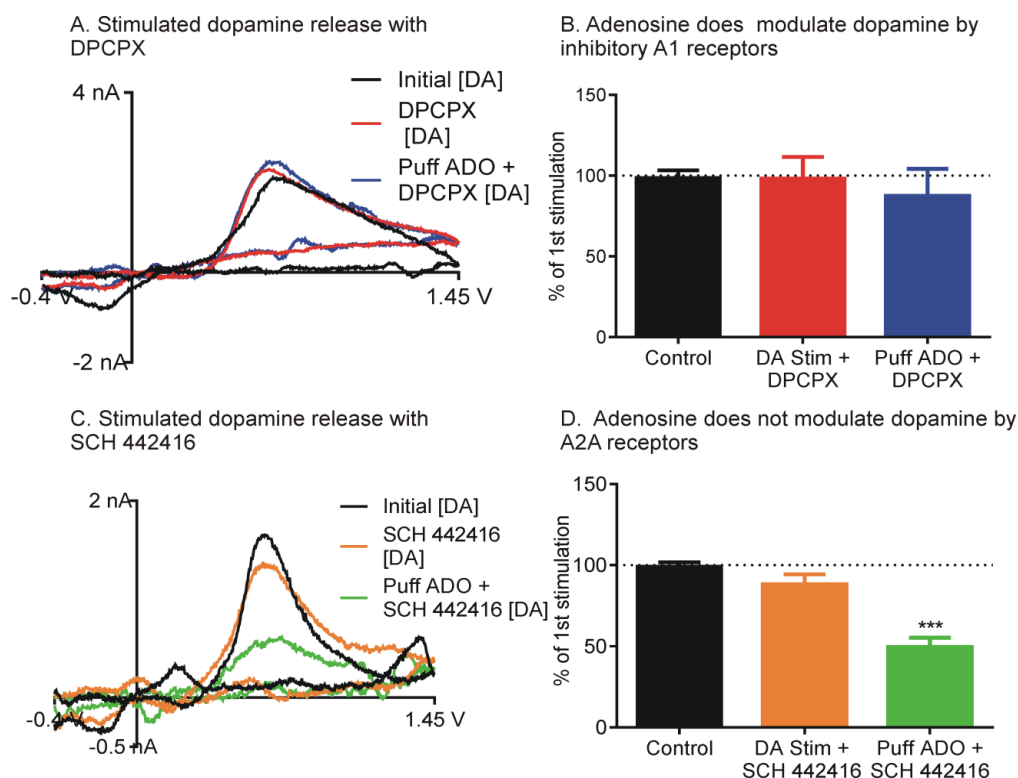 A. Stimulated dopamine release with
DPCPX
4 nA
Initial [DA]
DPCPX
[DA]
Puff ADO +
DPCPX [DA]
-0.4 V
1.45 V
-2 nA
B. Adenosine does modulate dopamine by
inhibitory A1 receptors
% of 1st stimulation
150
100
50
0
Control
DA Stim +
DPCPX
Puff ADO +
DPCPX
C. Stimulated dopamine release with
SCH 442416
2 nA
Initial [DA]
SCH 442416
[DA]
Puff ADO +
SCH 442416 [DA]
-0.4 V
1.45 V
-0.5 nA
D. Adenosine does not modulate dopamine by
A2A receptors
% of 1st stimulation
150
100
50
0
***
Control
DA Stim +
SCH 442416
Puff ADO +
SCH 442416